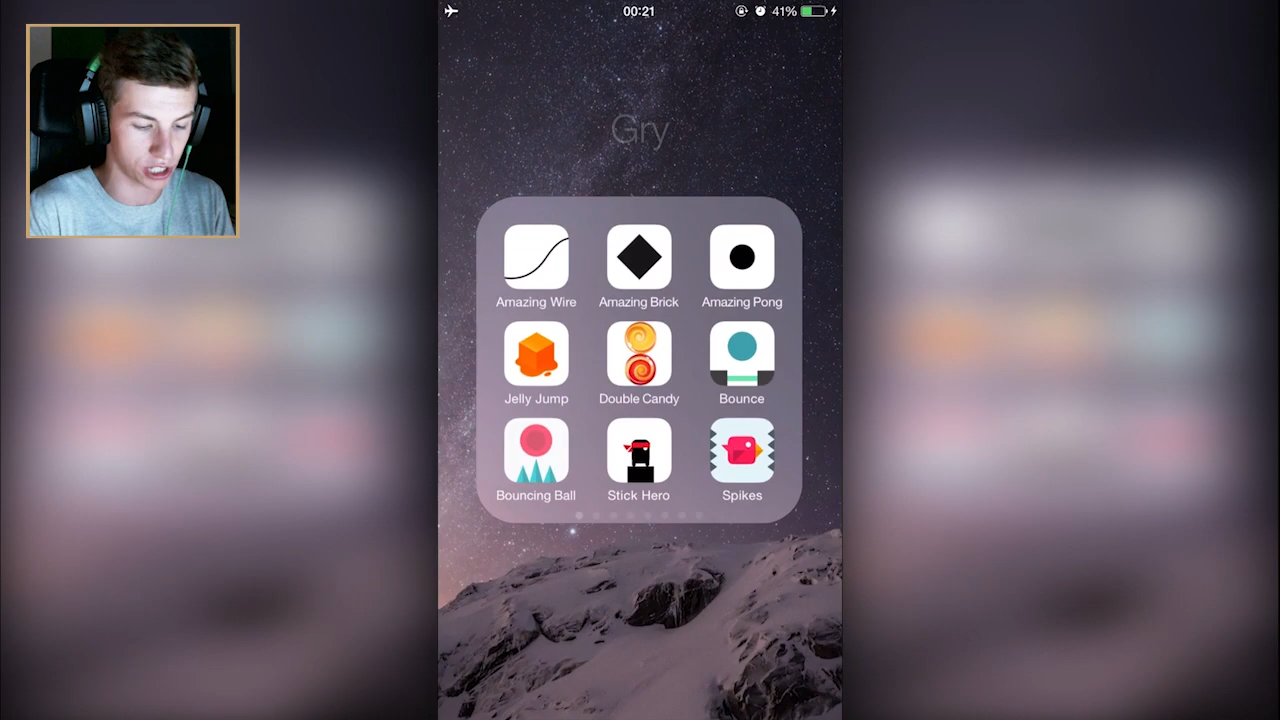 00:21
41%
Gry
Amazing Wire Amazing Brick Amazing Pong
Jelly Jump Double Candy Bounce
Bouncing Ball Stick Hero Spikes